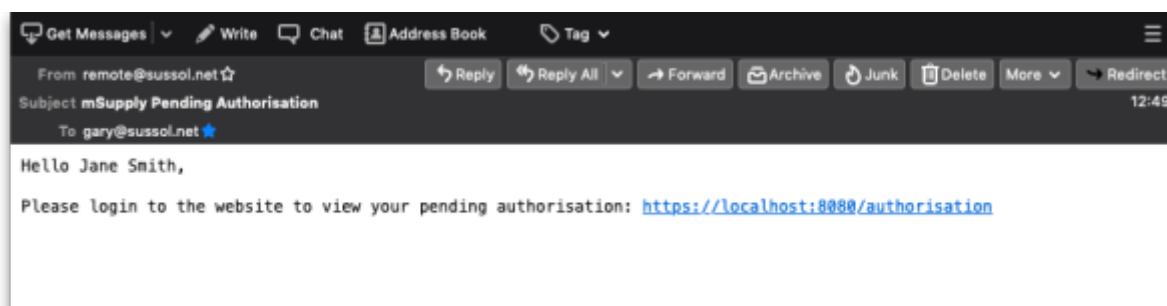 Get Messages Write Chat Address Book Tag
From remote@sussol.net Reply Reply All Forward Archive Junk Delete More Redirect
Subject mSupply Pending Authorisation 12:49
To gary@sussol.net
Hello Jane Smith,
Please login to the website to view your pending authorisation: https://localhost:8080/authorisation